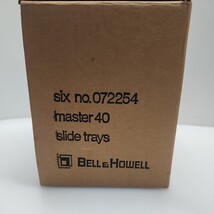 six no. 072254
master 40
slide trays
BELL & HOWELL